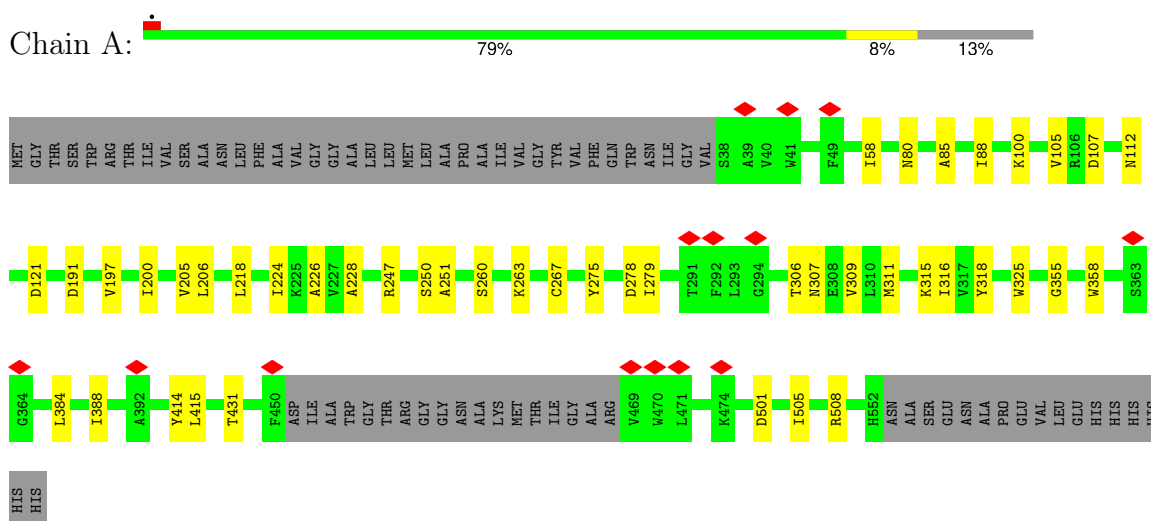 Chain A:
79% 8% 13%
MET GLY THR SER TRP ARG THR ILE VAL SER ALA ASN LEU PHE ALA VAL GLY GLY ALA LEU LEU MET LEU ALA PRO ALA ILE VAL GLY TYR VAL PHE GLN TRP ASN ILE GLY VAL S38 A39 V40 W41 F49 I58 N80 A85 I88 K100 V105 R106 D107 N112
D121 D191 V197 I200 V205 L206 L218 I224 K225 A226 V227 A228 R247 S250 A251 S260 K263 C267 Y275 D278 I279 T291 F292 L293 G294 T306 N307 E308 V309 L310 M311 K315 I316 V317 Y318 W325 G355 W358 S363
G364 L384 I388 A392 Y414 L415 T431 F450 ASP ILE ALA TRP GLY THR ARG GLY GLY ASN ALA LYS MET THR ILE GLY ALA ARG V469 W470 L471 K474 D501 I505 R508 H552 ASN ALA SER GLU ASN ALA PRO GLU VAL LEU GLU HIS HIS HIS HIS
HIS HIS